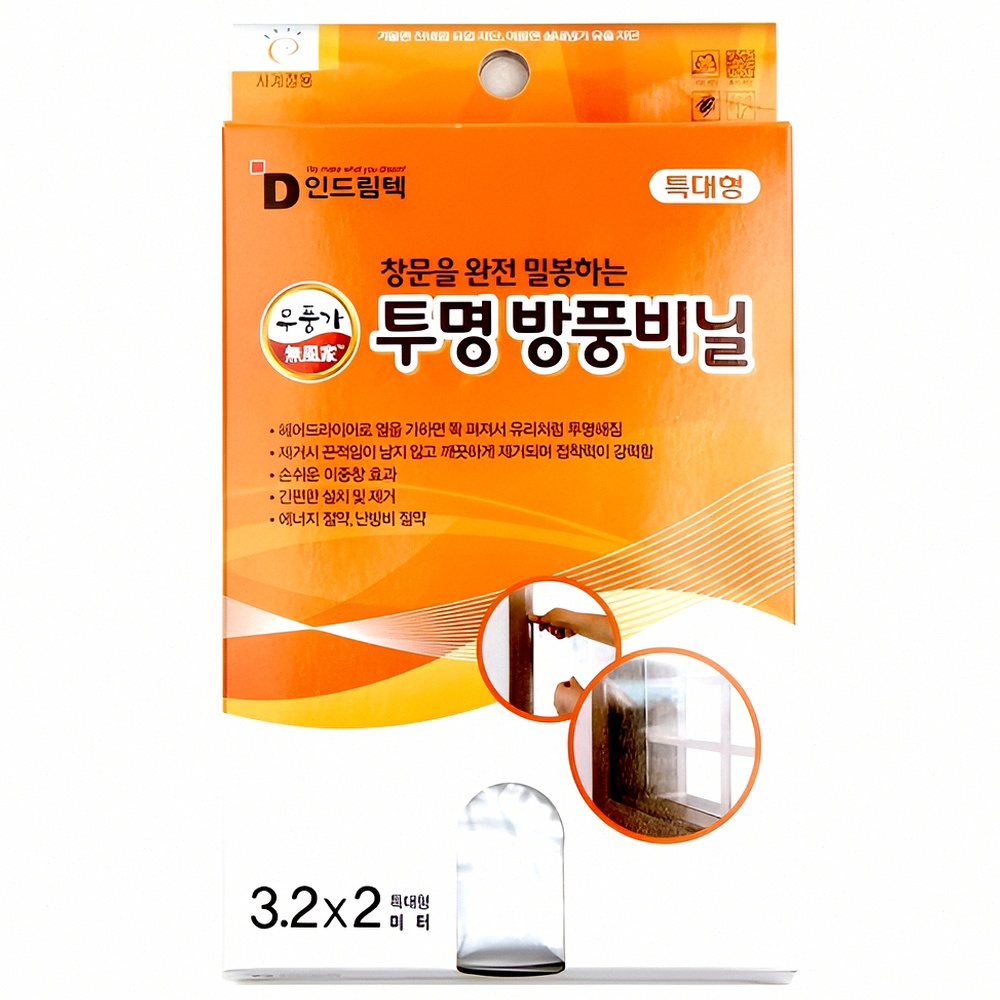 인드림텍
특대형
창문을 완전 밀봉하는
투명 방풍비닐
무풍가
無風家
• 헤어드라이어로 열을 가하면 쫙 펴져서 유리처럼 투명해짐
• 제거시 끈적임이 남지 않고 깨끗하게 제거되며 접착력이 강력함
• 손쉬운 이중창 효과
• 간편한 설치 및 제거
• 에너지 절약, 난방비 절약
3.2x2 특대형
미 터